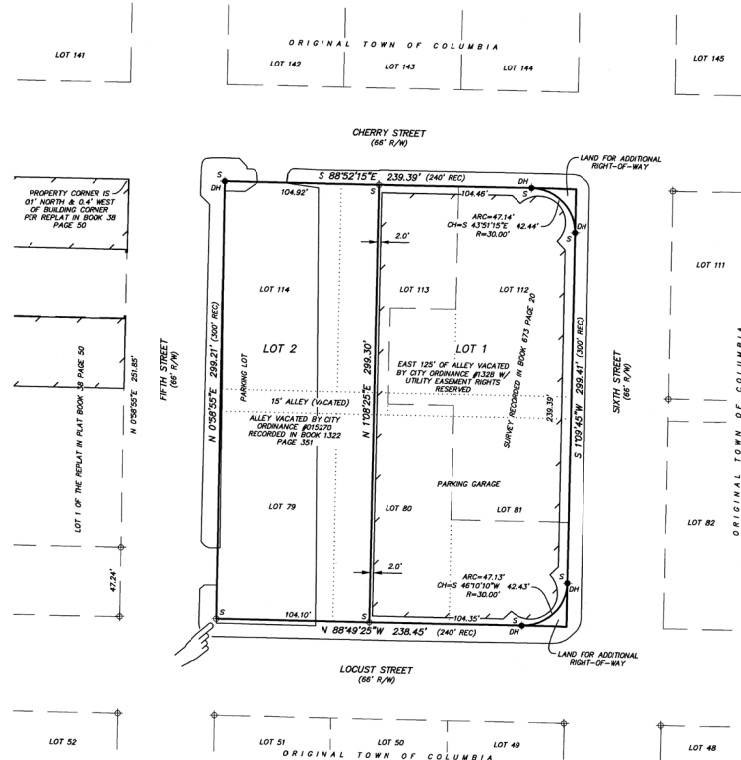 ORIGINAL TOWN OF COLUMBIA
LOT 141
LOT 142
LOT 143
LOT 144
LOT 145
CHERRY STREET
(66' R/W)
LAND FOR ADDITIONAL
RIGHT-OF-WAY
S 88°52'15"E 239.39' (240' REC)
S
DH
104.92'
S
104.46'
DH
PROPERTY CORNER IS
01' NORTH & 0.4' WEST
OF BUILDING CORNER
PER REPLAT IN BOOK 38
PAGE 50
ARC=47.14'
CH=S 43°51'15"E 42.44'
R=30.00'
DH
S
2.0'
LOT 114
LOT 113
LOT 112
LOT 111
LOT 2
LOT 1
EAST 125' OF ALLEY VACATED
BY CITY ORDINANCE #1328 W/
UTILITY EASEMENT RIGHTS
RESERVED
SURVEY RECORDED IN BOOK 673 PAGE 20
239.39'
PARKING LOT
15' ALLEY (VACATED)
ALLEY VACATED BY CITY
ORDINANCE #015270
RECORDED IN BOOK 1322
PAGE 351
LOT 1 OF THE REPLAT IN PLAT BOOK 38 PAGE 50
N 0°58'55"E 251.85'
FIFTH STREET
(66' R/W)
N 0°58'55"E 299.21' (300' REC)
N 1°08'25"E 299.30'
S 1°09'45"W 299.41' (300' REC)
SIXTH STREET
(66' R/W)
ORIGINAL TOWN OF COLUMBIA
PARKING GARAGE
LOT 79
LOT 80
LOT 81
LOT 82
47.24'
2.0'
ARC=47.13'
CH=S 46°10'10"W 42.43'
R=30.00'
S
DH
S
104.10'
S
104.35'
S
DH
N 88°49'25"W 238.45' (240' REC)
LAND FOR ADDITIONAL
RIGHT-OF-WAY
LOCUST STREET
(66' R/W)
LOT 52
LOT 51
LOT 50
LOT 49
LOT 48
ORIGINAL TOWN OF COLUMBIA